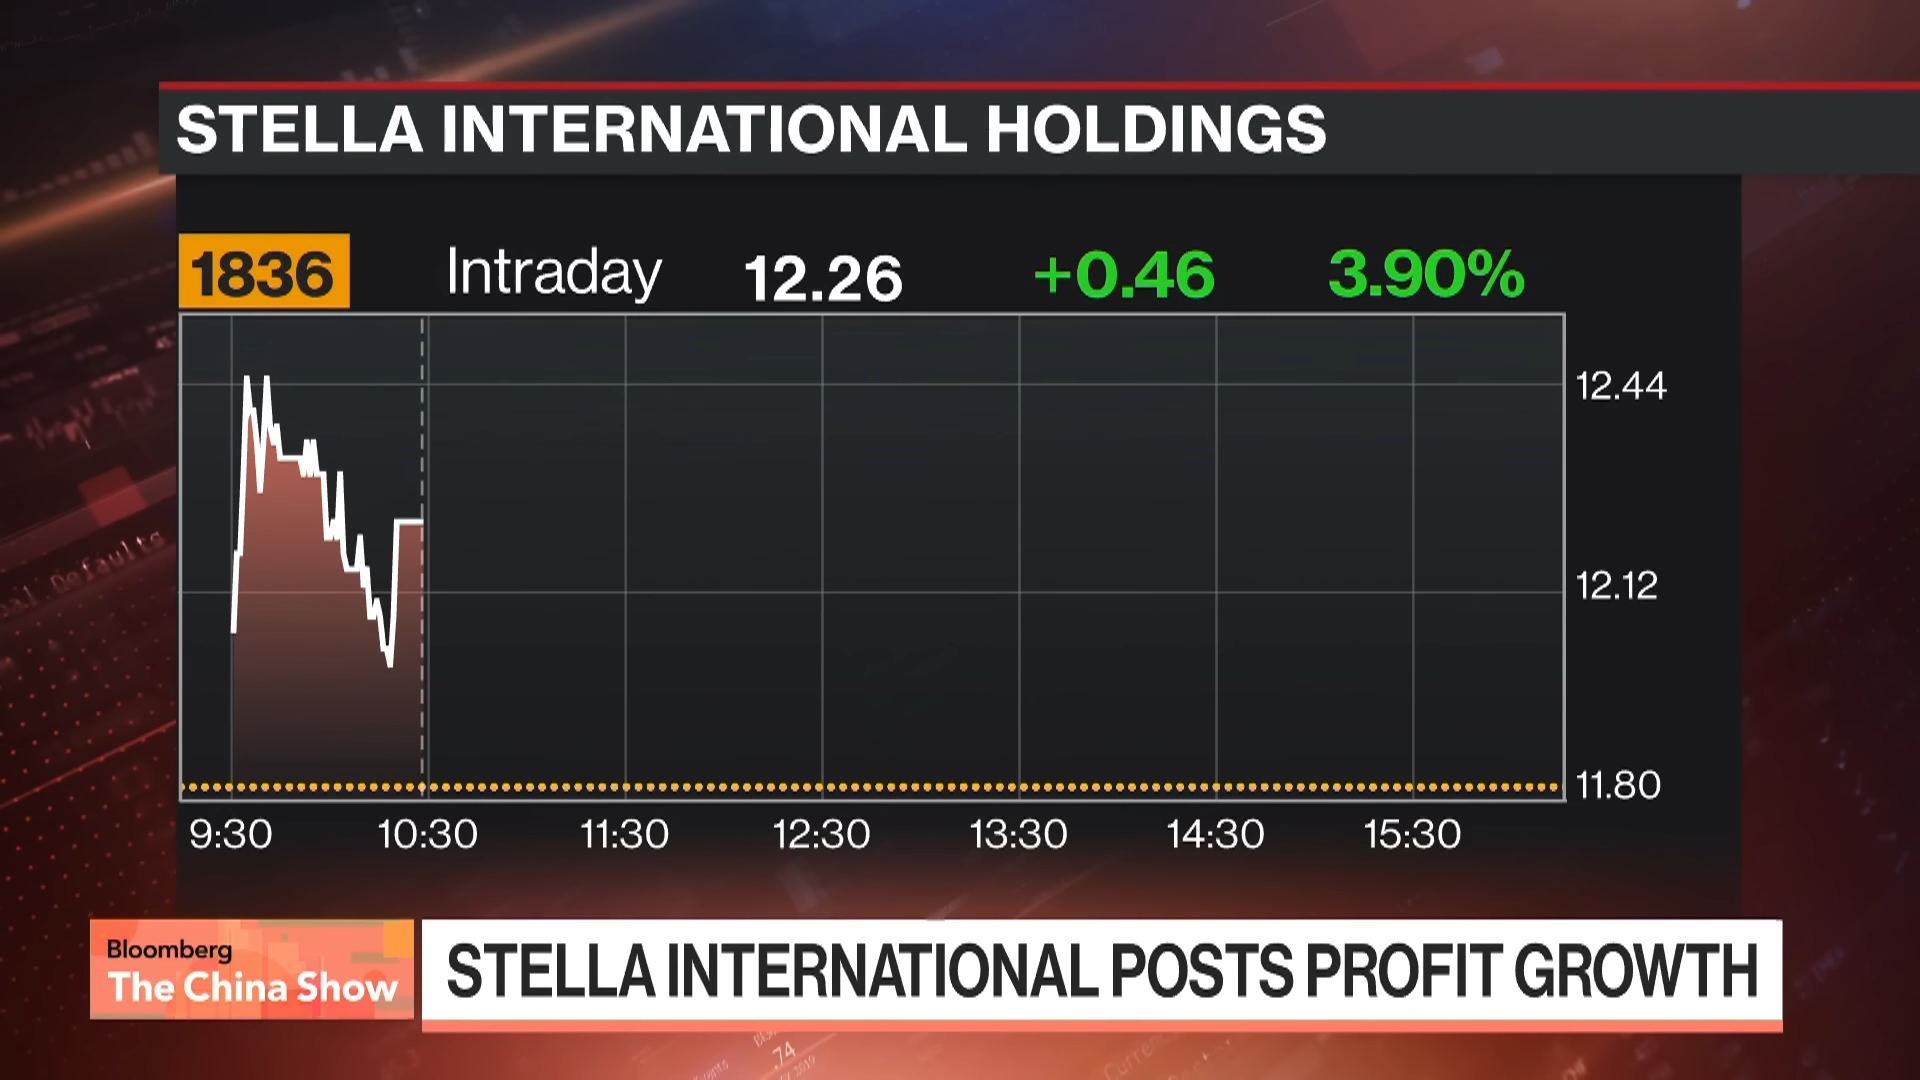 STELLA INTERNATIONAL HOLDINGS
1836 Intraday 12.26 +0.46 3.90%
12.44
12.12
11.80
9:30 10:30 11:30 12:30 13:30 14:30 15:30
Bloomberg
The China Show
STELLA INTERNATIONAL POSTS PROFIT GROWTH